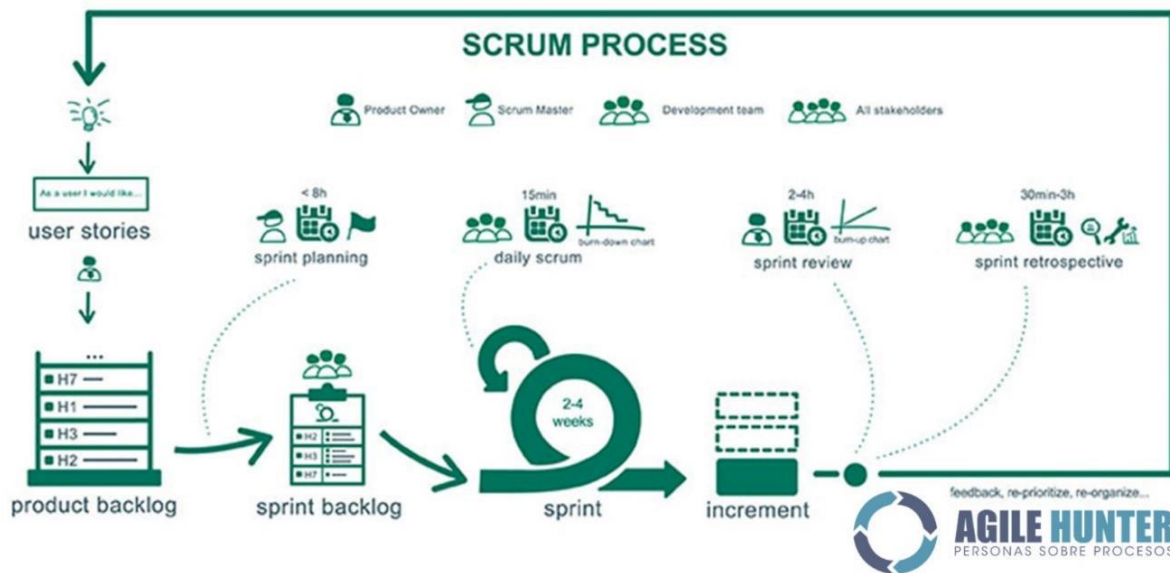 SCRUM PROCESS
Product Owner
Scrum Master
Development team
All stakeholders
As a user I would like...
user stories
< 8h
sprint planning
15min
burn-down chart
daily scrum
2-4h
burn-up chart
sprint review
30min-3h
sprint retrospective
...
H7
H1
H3
H2
product backlog
H2
H3
H7
sprint backlog
2-4
weeks
sprint
increment
feedback, re-prioritize, re-organize...
AGILE HUNTER
PERSONAS SOBRE PROCESOS